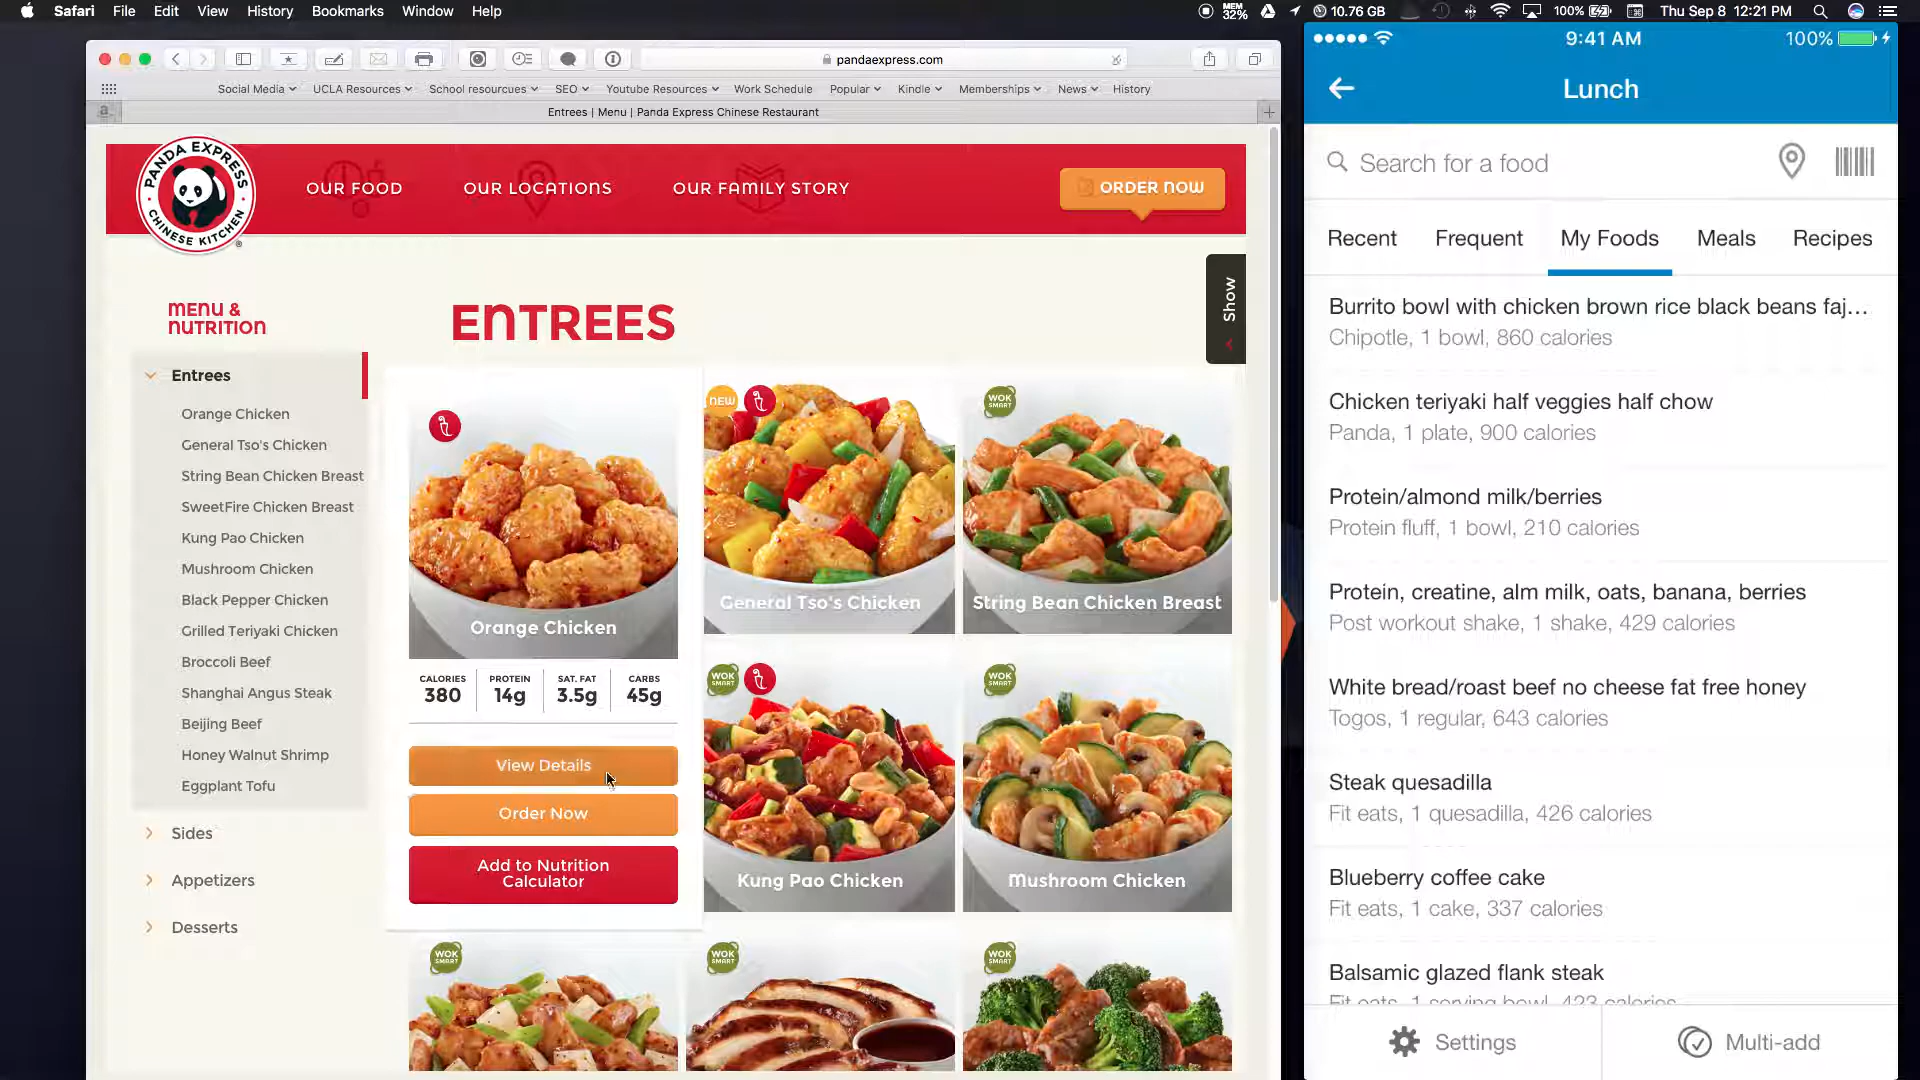 Safari File Edit View History Bookmarks Window Help
MEM 32% 10.76 GB 100% Thu Sep 8 12:21 PM
pandaexpress.com
Social Media UCLA Resources School resourcues SEO Youtube Resources Work Schedule Popular Kindle Memberships News History
a
Entrees | Menu | Panda Express Chinese Restaurant
PANDA EXPRESS
CHINESE KITCHEN
OUR FOOD OUR LOCATIONS OUR FAMILY STORY ORDER NOW
Show
MENU &
NUTRITION
ENTREES
Entrees
Orange Chicken
General Tso's Chicken
String Bean Chicken Breast
SweetFire Chicken Breast
Kung Pao Chicken
Mushroom Chicken
Black Pepper Chicken
Grilled Teriyaki Chicken
Broccoli Beef
Shanghai Angus Steak
Beijing Beef
Honey Walnut Shrimp
Eggplant Tofu
Sides
Appetizers
Desserts
Orange Chicken
CALORIES PROTEIN SAT. FAT CARBS
380 14g 3.5g 45g
View Details
Order Now
Add to Nutrition
Calculator
NEW
General Tso's Chicken
WOK SMART
String Bean Chicken Breast
WOK SMART
Kung Pao Chicken
WOK SMART
Mushroom Chicken
WOK SMART
WOK SMART
WOK SMART
9:41 AM 100%
Lunch
Search for a food
Recent Frequent My Foods Meals Recipes
Burrito bowl with chicken brown rice black beans faj...
Chipotle, 1 bowl, 860 calories
Chicken teriyaki half veggies half chow
Panda, 1 plate, 900 calories
Protein/almond milk/berries
Protein fluff, 1 bowl, 210 calories
Protein, creatine, alm milk, oats, banana, berries
Post workout shake, 1 shake, 429 calories
White bread/roast beef no cheese fat free honey
Togos, 1 regular, 643 calories
Steak quesadilla
Fit eats, 1 quesadilla, 426 calories
Blueberry coffee cake
Fit eats, 1 cake, 337 calories
Balsamic glazed flank steak
Fit eats, 1 serving bowl, 423 calories
Settings Multi-add